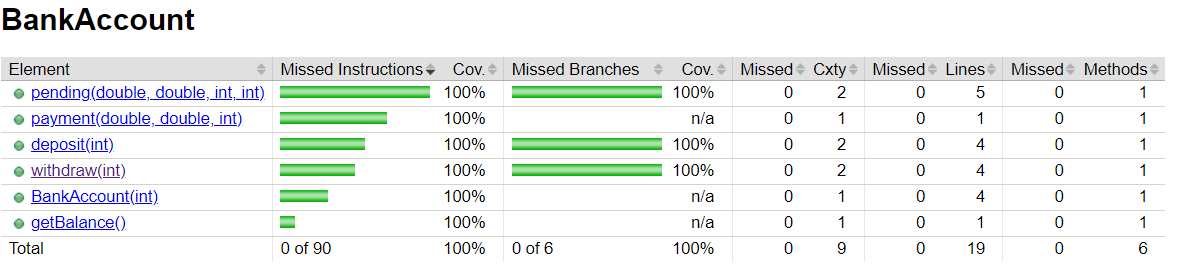 BankAccount
Element Missed Instructions Cov. Missed Branches Cov. Missed Cxty Missed Lines Missed Methods
pending(double, double, int, int) 100% 100% 0 2 0 5 0 1
payment(double, double, int) 100% n/a 0 1 0 1 0 1
deposit(int) 100% 100% 0 2 0 4 0 1
withdraw(int) 100% 100% 0 2 0 4 0 1
BankAccount(int) 100% n/a 0 1 0 4 0 1
getBalance() 100% n/a 0 1 0 1 0 1
Total 0 of 90 100% 0 of 6 100% 0 9 0 19 0 6